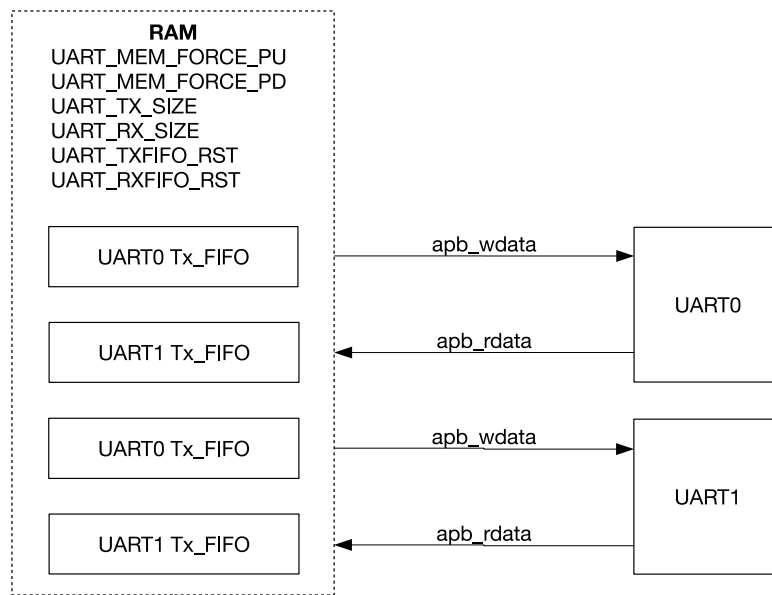 RAM
UART_MEM_FORCE_PU
UART_MEM_FORCE_PD
UART_TX_SIZE
UART_RX_SIZE
UART_TXFIFO_RST
UART_RXFIFO_RST
UART0 Tx_FIFO
apb_wdata
UART0
UART1 Tx_FIFO
apb_rdata
UART0 Tx_FIFO
apb_wdata
UART1
UART1 Tx_FIFO
apb_rdata